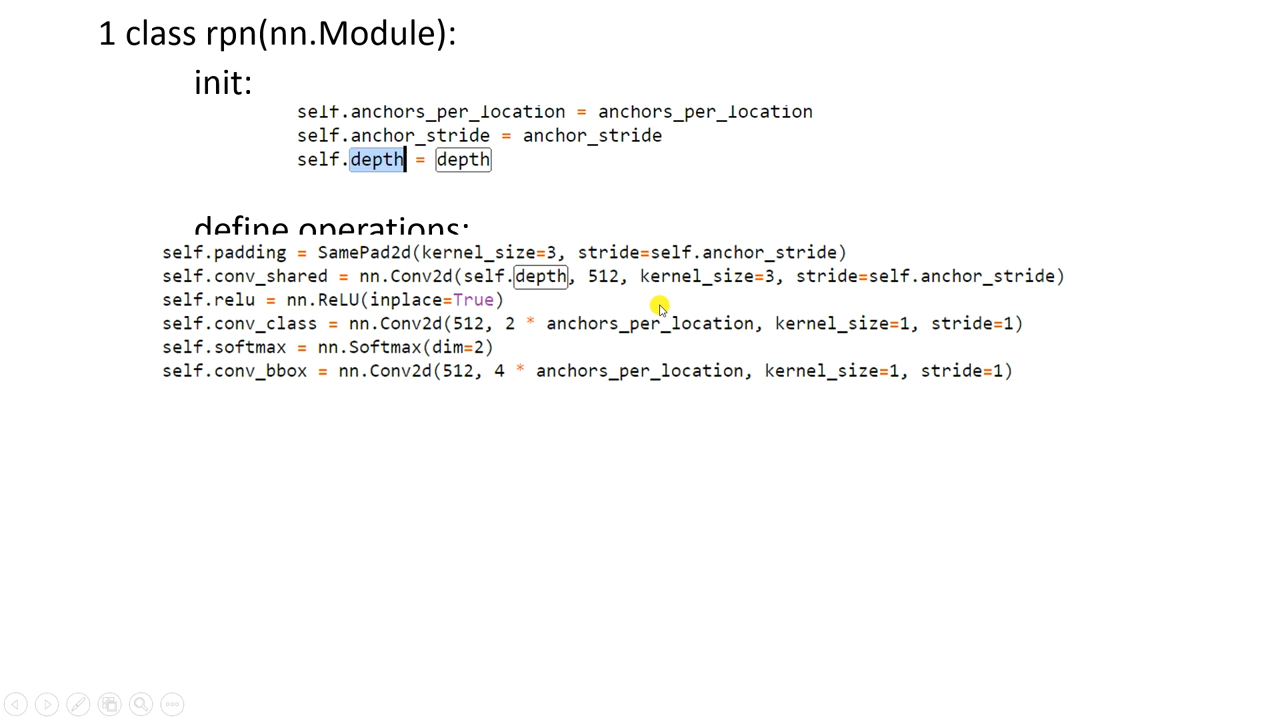 1 class rpn(nn.Module):
init:
self.anchors_per_location = anchors_per_location
self.anchor_stride = anchor_stride
self.depth = depth
define operations:
self.padding = SamePad2d(kernel_size=3, stride=self.anchor_stride)
self.conv_shared = nn.Conv2d(self.depth, 512, kernel_size=3, stride=self.anchor_stride)
self.relu = nn.ReLU(inplace=True)
self.conv_class = nn.Conv2d(512, 2 * anchors_per_location, kernel_size=1, stride=1)
self.softmax = nn.Softmax(dim=2)
self.conv_bbox = nn.Conv2d(512, 4 * anchors_per_location, kernel_size=1, stride=1)